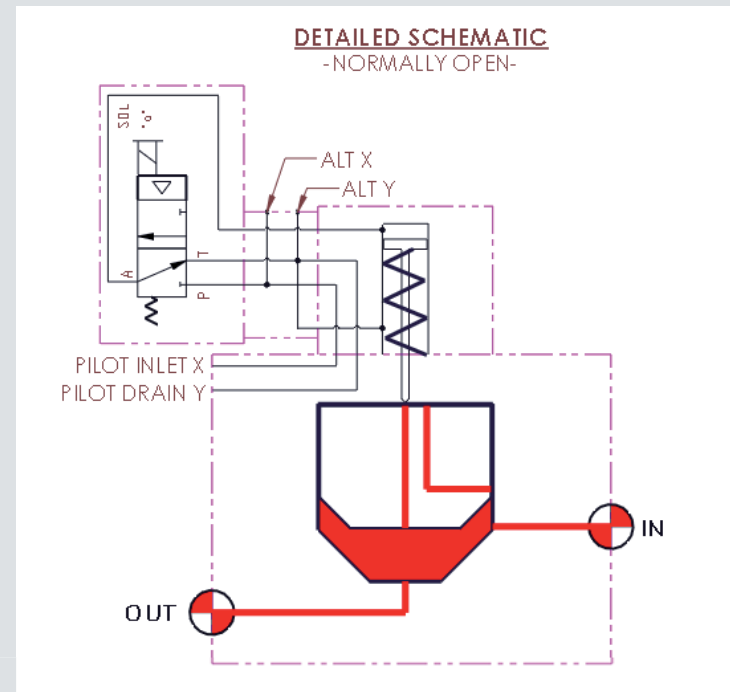 DETAILED SCHEMATIC
-NORMALLY OPEN-
SOL
"a"
ALT X
ALT Y
A
T
P
PILOT INLET X
PILOT DRAIN Y
IN
OUT